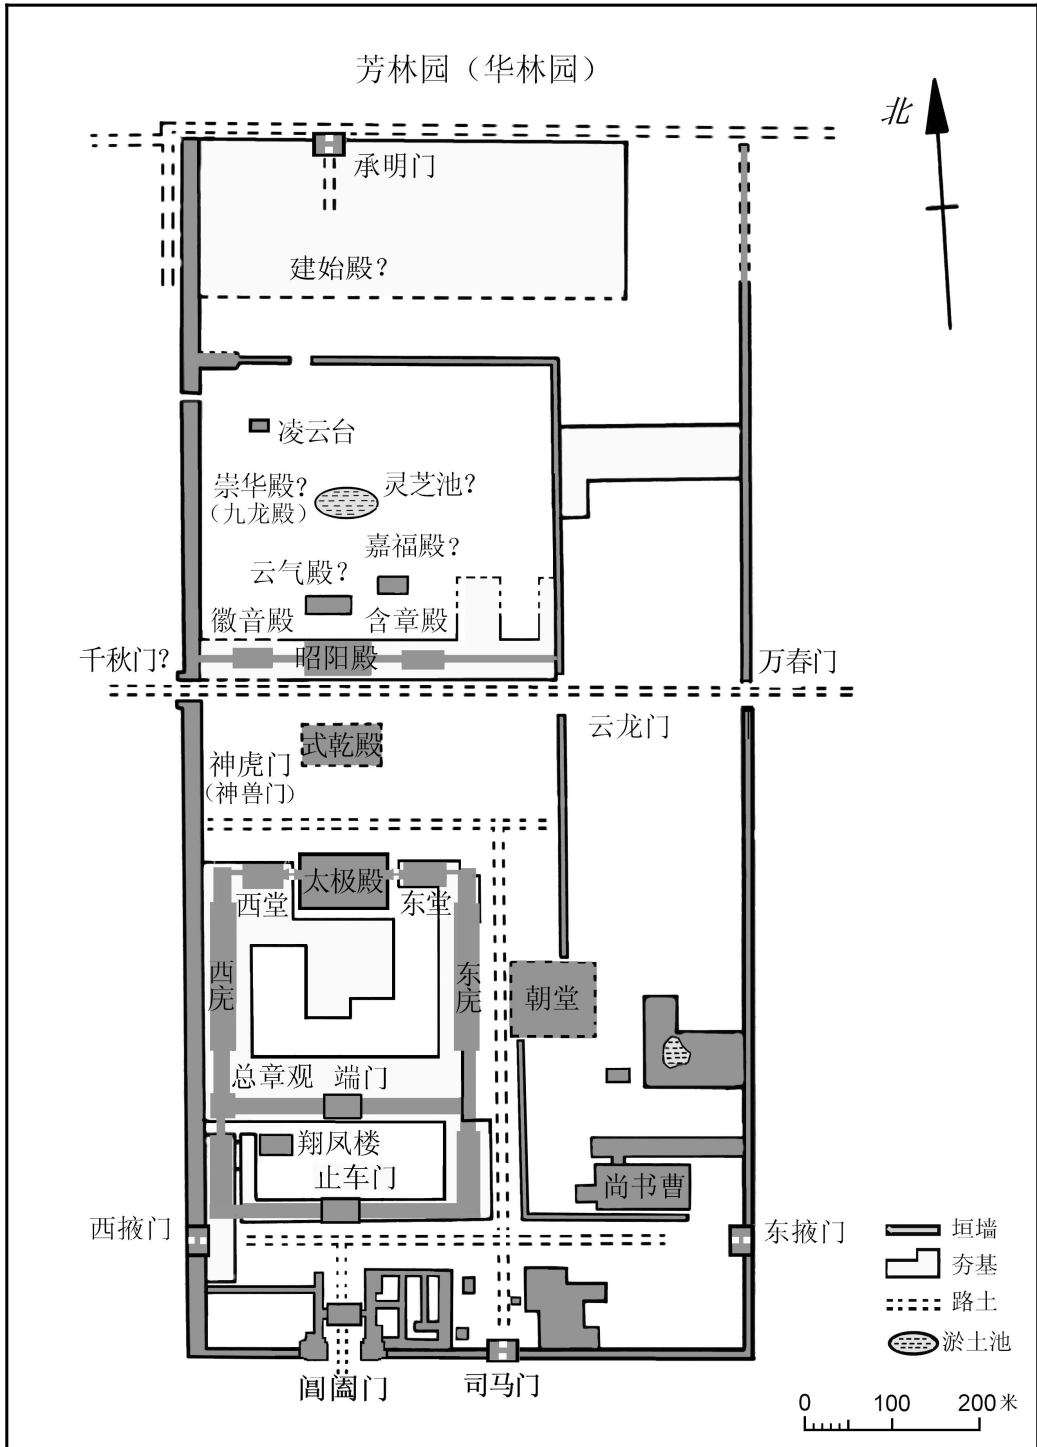 芳林园（华林园）
北
承明门
建始殿？
凌云台
崇华殿？
（九龙殿）
灵芝池？
嘉福殿？
云气殿？
徽音殿
含章殿
千秋门？
昭阳殿
万春门
云龙门
式乾殿
神虎门
（神兽门）
太极殿
西堂
东堂
西庑
东庑
朝堂
总章观
端门
翔凤楼
止车门
尚书曹
西掖门
东掖门
垣墙
夯基
路土
淤土池
阊阖门
司马门
0 100 200米